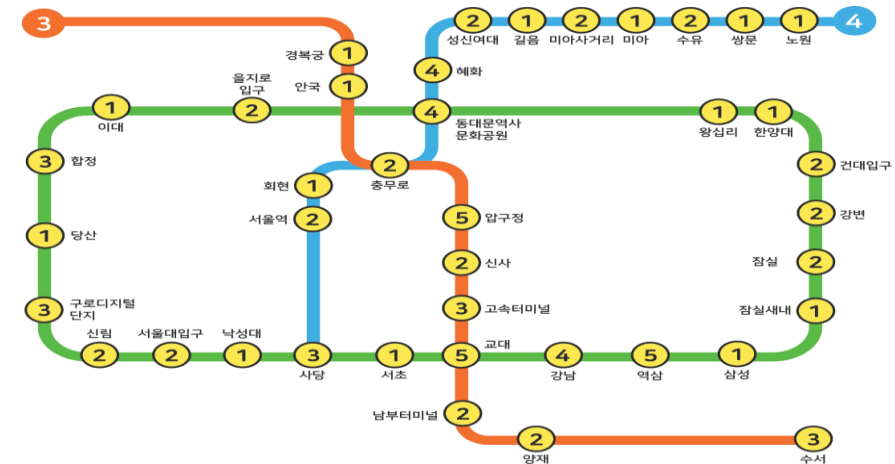 3
4
2
1
2
1
2
1
1
성신여대
길음
미아사거리
미아
수유
쌍문
노원
경복궁
1
4
혜화
을지로
입구
2
안국
1
1
이대
4
동대문역사
문화공원
1
왕십리
1
한양대
3
합정
2
충무로
2
건대입구
회현
1
서울역
2
5
압구정
2
강변
1
당산
2
신사
잠실
2
3
구로디지털
단지
3
고속터미널
잠실새내
1
신림
2
서울대입구
2
낙성대
1
3
사당
1
서초
5
교대
4
강남
5
역삼
1
삼성
남부터미널
2
2
양재
3
수서